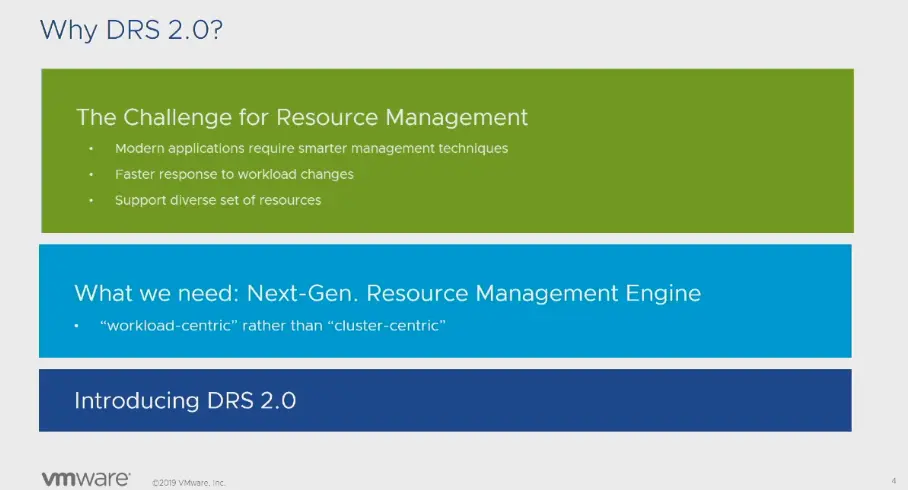 Why DRS 2.0?
The Challenge for Resource Management
• Modern applications require smarter management techniques
• Faster response to workload changes
• Support diverse set of resources
What we need: Next-Gen. Resource Management Engine
• “workload-centric” rather than “cluster-centric”
Introducing DRS 2.0
vmware®
©2019 VMware, Inc.
4